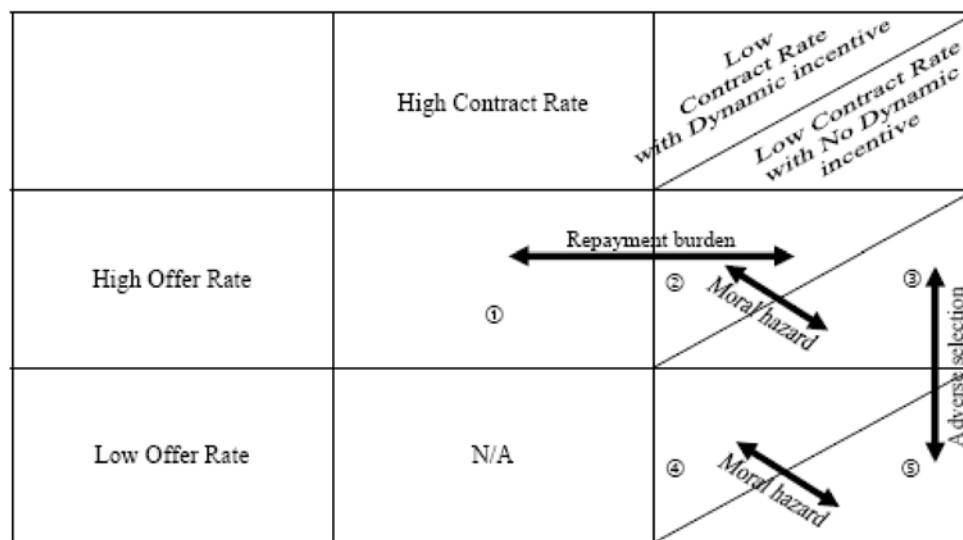 High Contract Rate
Low
Contract Rate
with Dynamic incentive
Low Contract Rate
with No Dynamic
incentive
High Offer Rate
Repayment burden
①
②
Moral hazard
③
Adverse selection
Low Offer Rate
N/A
④
Moral hazard
⑤